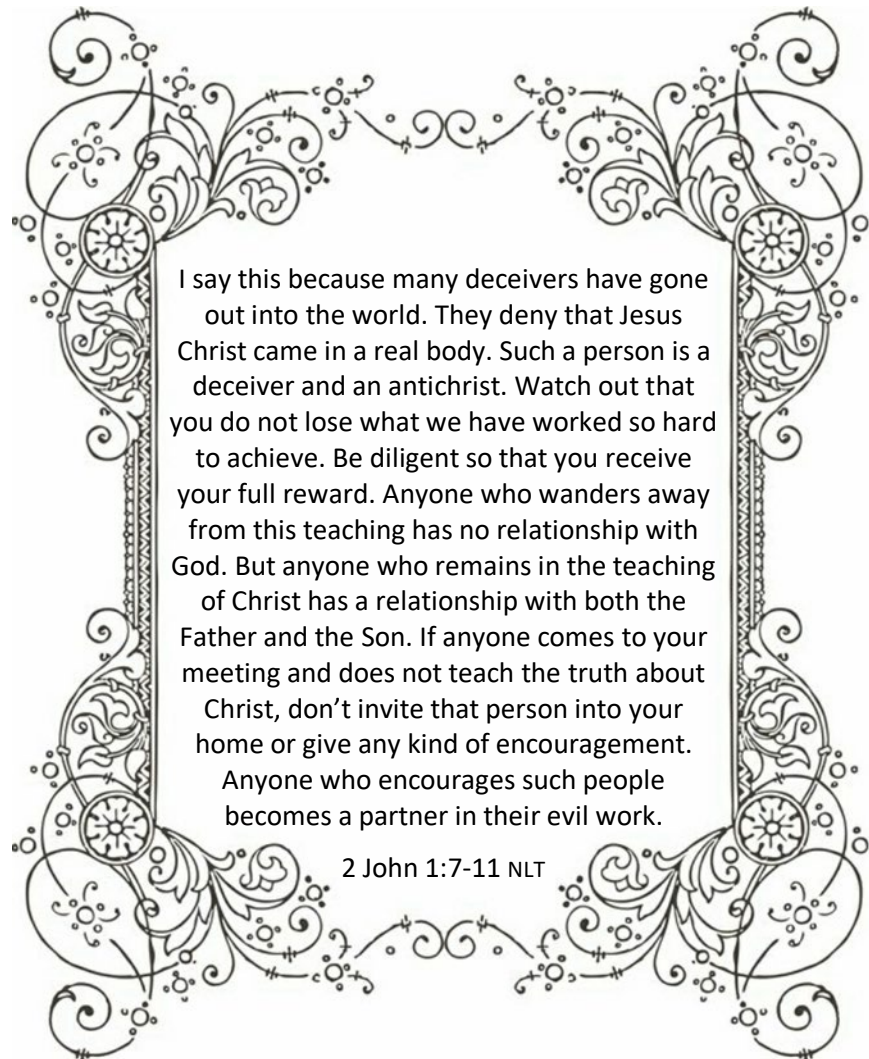 I say this because many deceivers have gone
out into the world. They deny that Jesus
Christ came in a real body. Such a person is a
deceiver and an antichrist. Watch out that
you do not lose what we have worked so hard
to achieve. Be diligent so that you receive
your full reward. Anyone who wanders away
from this teaching has no relationship with
God. But anyone who remains in the teaching
of Christ has a relationship with both the
Father and the Son. If anyone comes to your
meeting and does not teach the truth about
Christ, don’t invite that person into your
home or give any kind of encouragement.
Anyone who encourages such people
becomes a partner in their evil work.
2 John 1:7-11 NLT